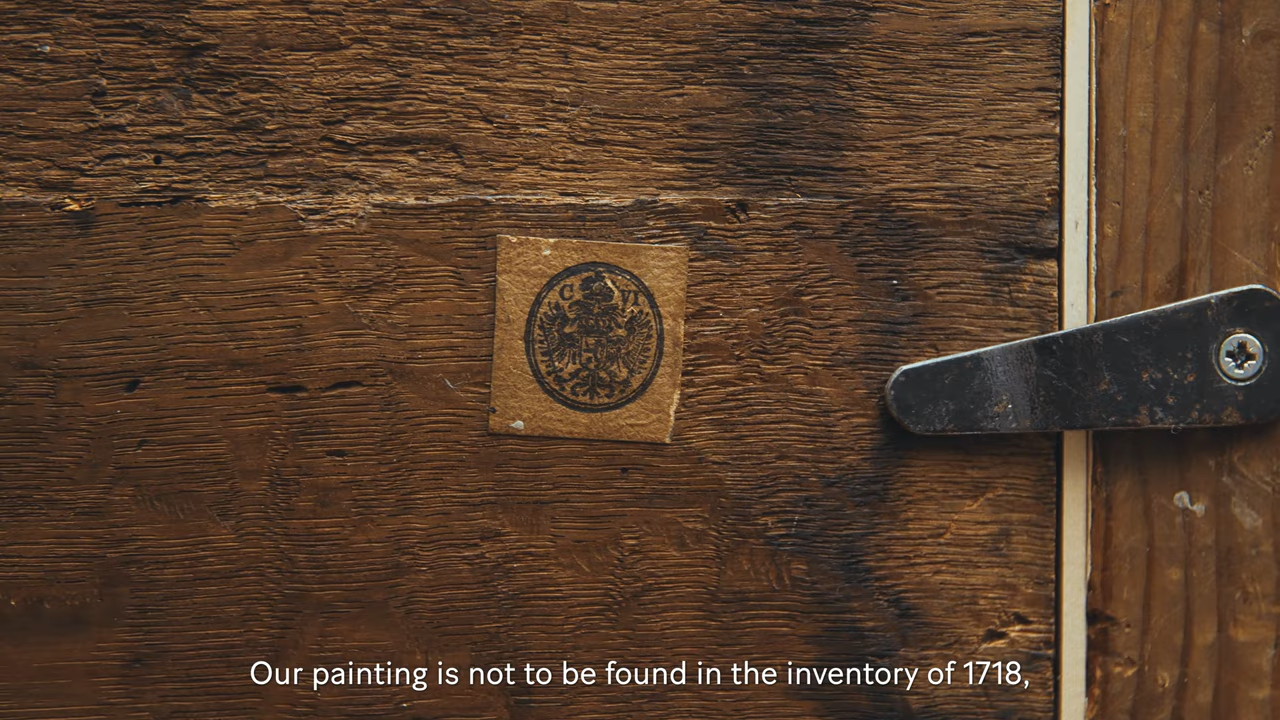 C VI
Our painting is not to be found in the inventory of 1718,